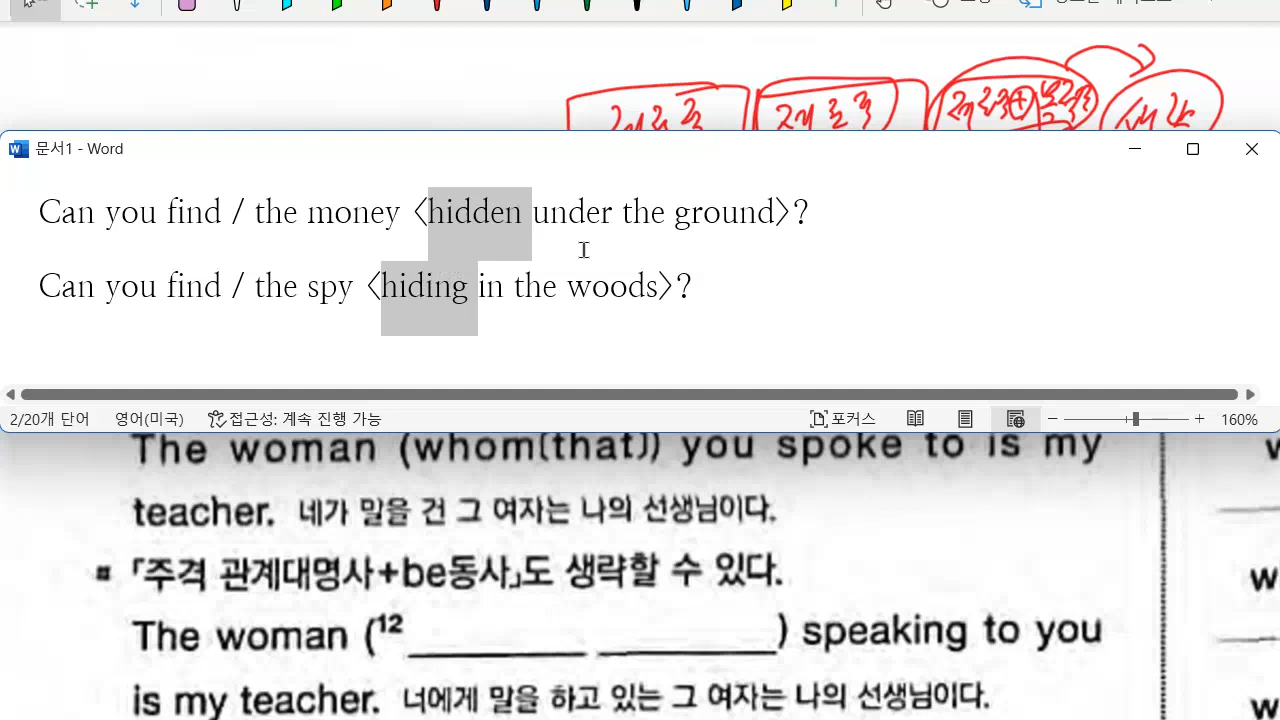 문서1 - Word
Can you find / the money 〈hidden under the ground〉?
Can you find / the spy 〈hiding in the woods〉?
2/20개 단어 영어(미국) 접근성: 계속 진행 가능 포커스 160%
The woman (whom(that)) you spoke to is my
teacher. 네가 말을 건 그 여자는 나의 선생님이다.
「주격 관계대명사+be동사」도 생략할 수 있다.
The woman (12 ) speaking to you
is my teacher. 너에게 말을 하고 있는 그 여자는 나의 선생님이다.
w